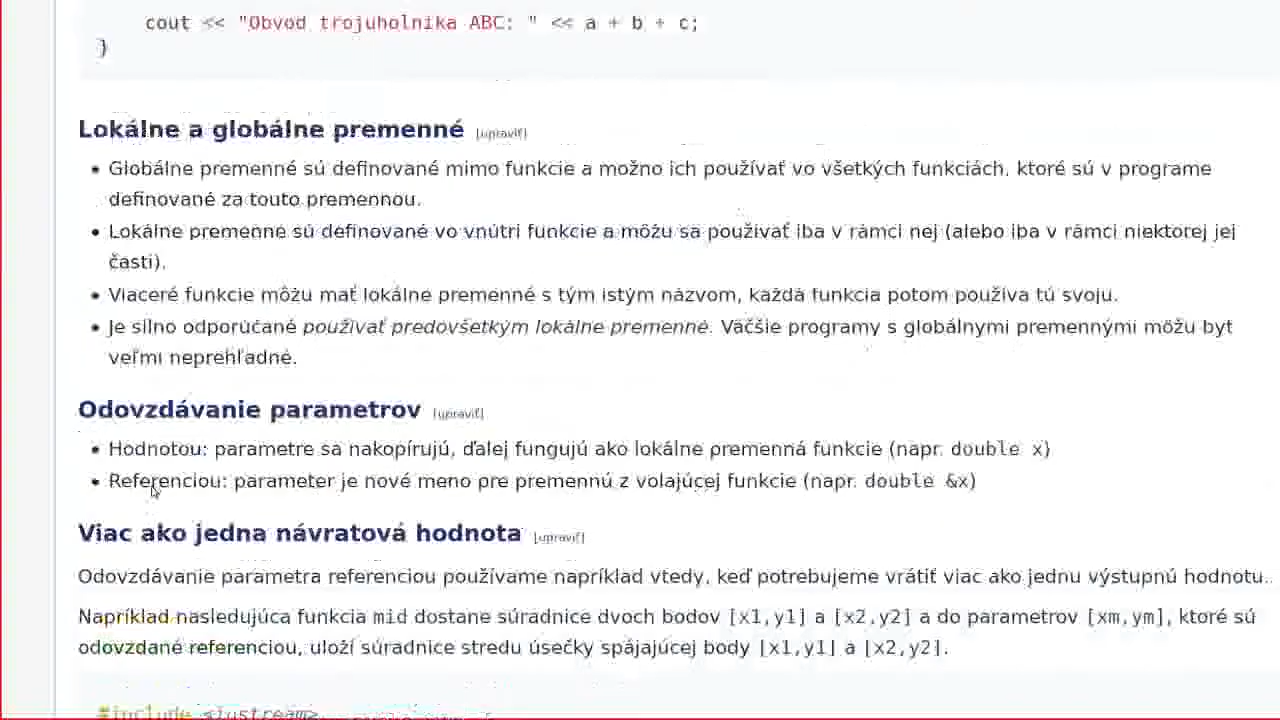 cout << "Obvod trojuholnika ABC: " << a + b + c;
}
Lokálne a globálne premenné [upraviť]
• Globálne premenné sú definované mimo funkcie a možno ich používať vo všetkých funkciách, ktoré sú v programe
definované za touto premennou.
• Lokálne premenné sú definované vo vnútri funkcie a môžu sa používať iba v rámci nej (alebo iba v rámci niektorej jej
časti).
• Viaceré funkcie môžu mať lokálne premenné s tým istým názvom, každá funkcia potom používa tú svoju.
• Je silno odporúčané používať predovšetkým lokálne premenné. Väčšie programy s globálnymi premennými môžu byť
veľmi neprehľadné.
Odovzdávanie parametrov [upraviť]
• Hodnotou: parametre sa nakopírujú, ďalej fungujú ako lokálne premenná funkcie (napr. double x)
• Referenciou: parameter je nové meno pre premennú z volajúcej funkcie (napr. double &x)
Viac ako jedna návratová hodnota [upraviť]
Odovzdávanie parametra referenciou používame napríklad vtedy, keď potrebujeme vrátiť viac ako jednu výstupnú hodnotu.
Napríklad nasledujúca funkcia mid dostane súradnice dvoch bodov [x1,y1] a [x2,y2] a do parametrov [xm,ym], ktoré sú
odovzdané referenciou, uloží súradnice stredu úsečky spájajúcej body [x1,y1] a [x2,y2].
#include <iostream>